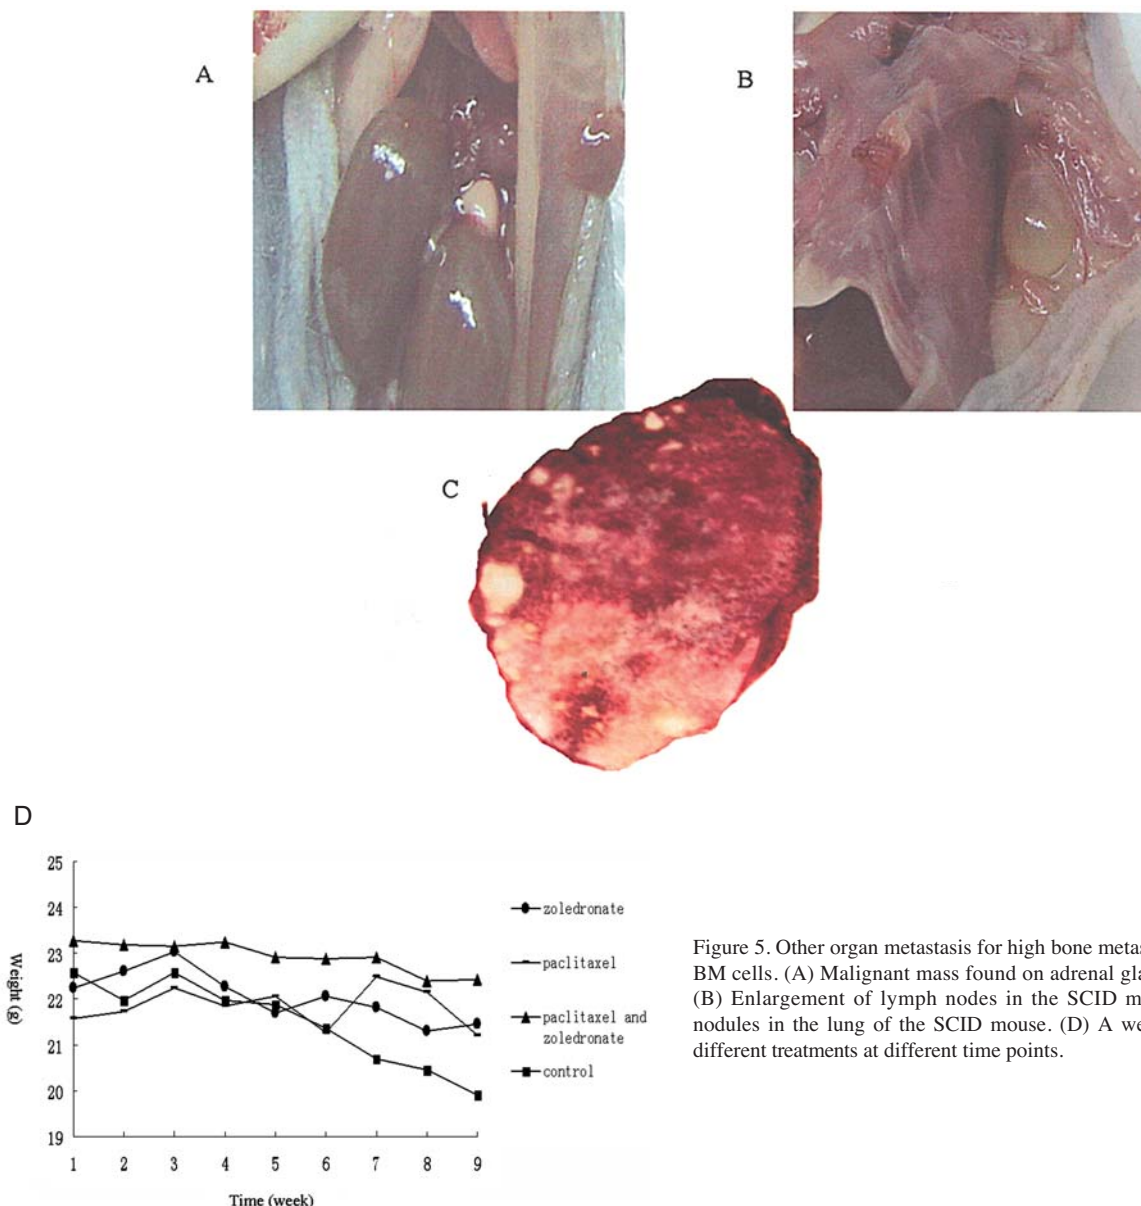 A
B
C
D
25
24
23
22
21
20
19
Weight (g)
1 2 3 4 5 6 7 8 9
Time (week)
zoledronate
paclitaxel
paclitaxel and
zoledronate
control
Figure 5. Other organ metastasis for high bone metas
BM cells. (A) Malignant mass found on adrenal gla
(B) Enlargement of lymph nodes in the SCID m
nodules in the lung of the SCID mouse. (D) A we
different treatments at different time points.